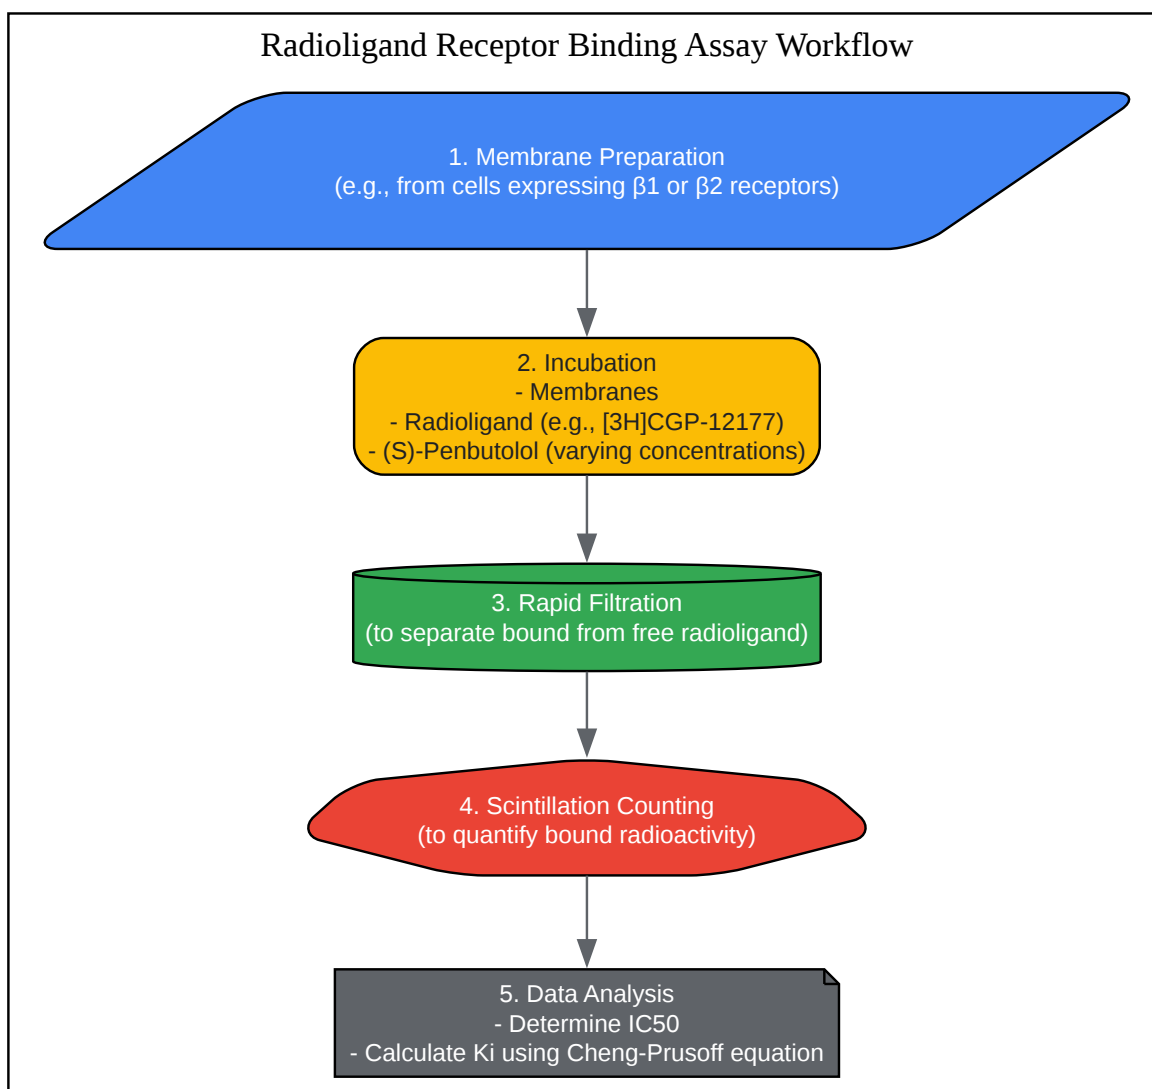 Radioligand Receptor Binding Assay Workflow
1. Membrane Preparation
(e.g., from cells expressing β1 or β2 receptors)
2. Incubation
- Membranes
- Radioligand (e.g., [3H]CGP-12177)
- (S)-Penbutolol (varying concentrations)
3. Rapid Filtration
(to separate bound from free radioligand)
4. Scintillation Counting
(to quantify bound radioactivity)
5. Data Analysis
- Determine IC50
- Calculate Ki using Cheng-Prusoff equation